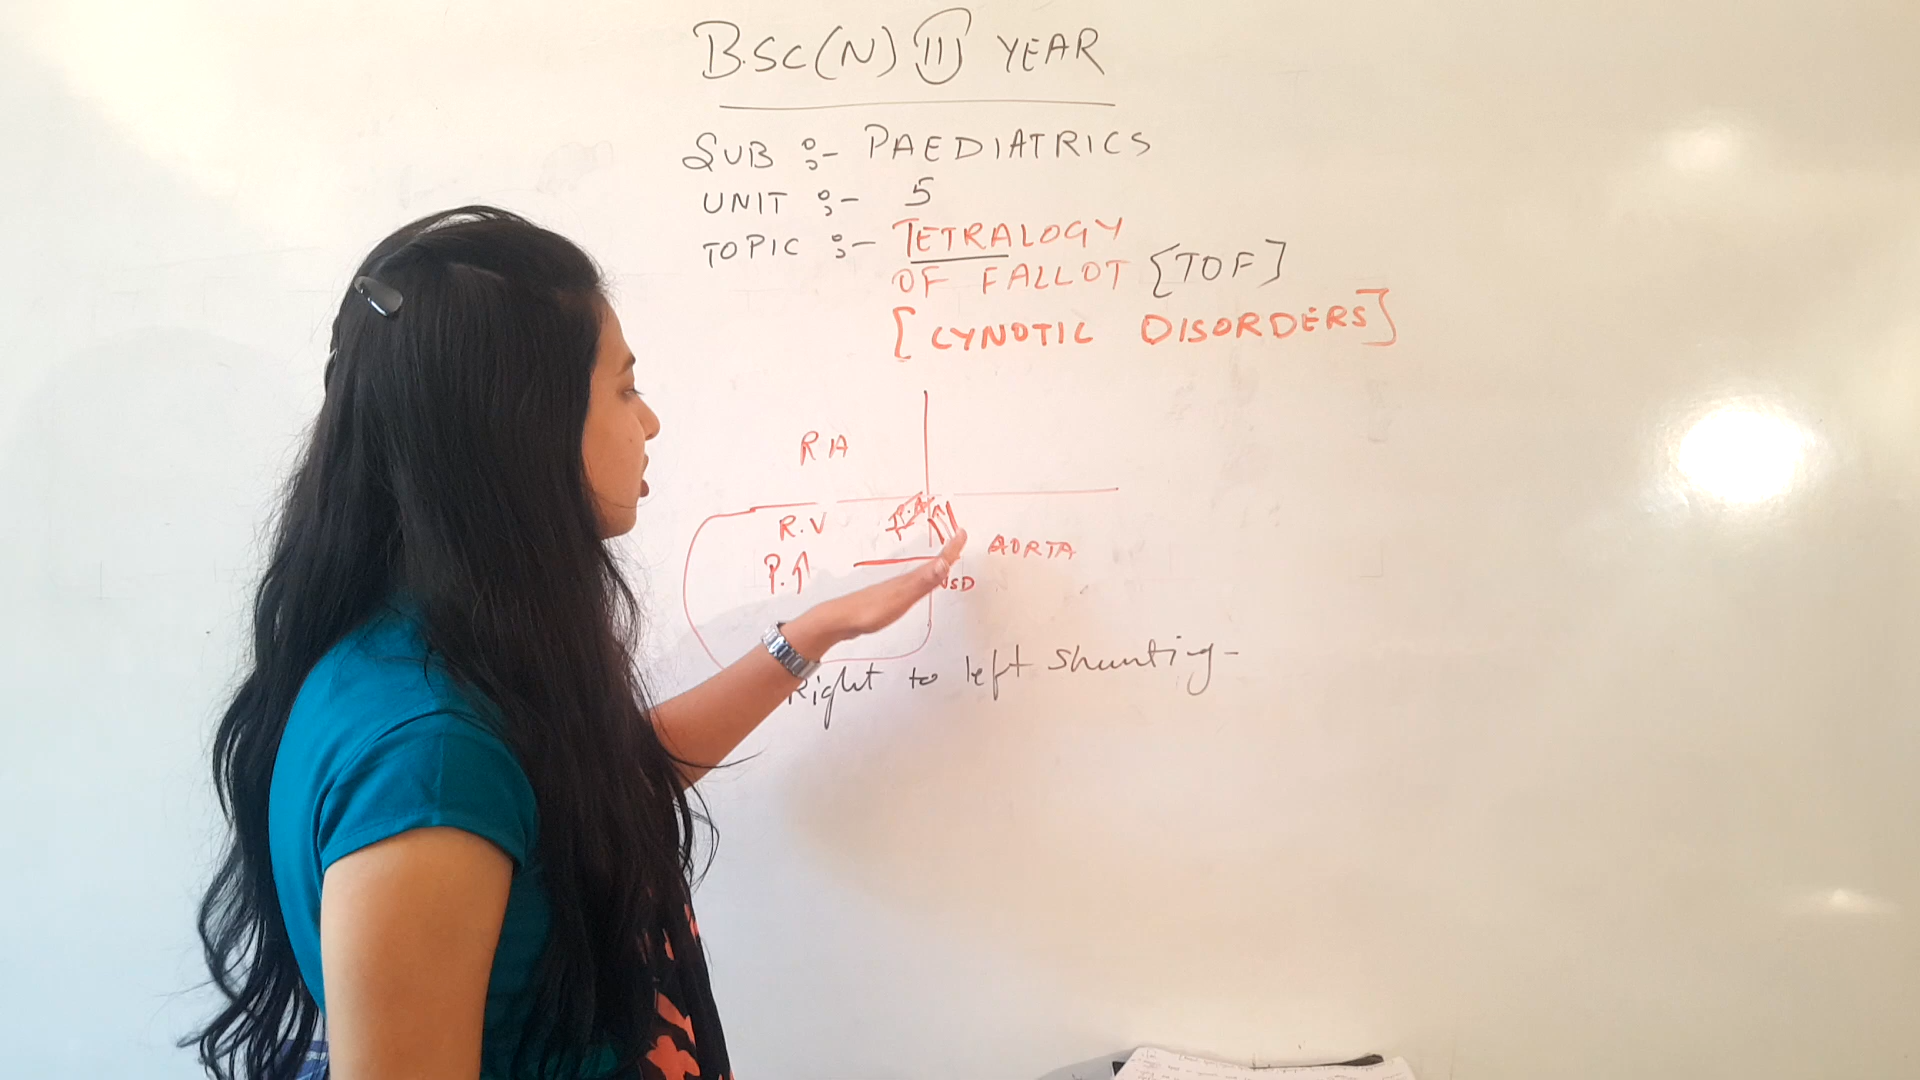 B.SC(N) III YEAR
SUB :- PAEDIATRICS
UNIT :- 5
TOPIC :- TETRALOGY
OF FALLOT [TOF]
[CYNOTIC DISORDERS]
RA
R.V
P.↑
AORTA
VSD
Right to left shunting-